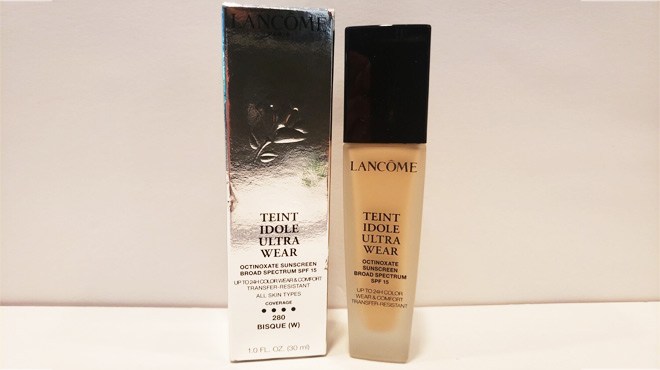 LANCÔME
PARIS
TEINT
IDOLE
ULTRA
WEAR
OCTINOXATE SUNSCREEN
BROAD SPECTRUM SPF 15
UP TO 24H COLOR WEAR & COMFORT
TRANSFER-RESISTANT
ALL SKIN TYPES
COVERAGE
280
BISQUE (W)
1.0 FL. OZ. (30 ml)
LANCÔME
TEINT
IDOLE
ULTRA
WEAR
OCTINOXATE
SUNSCREEN
BROAD SPECTRUM
SPF 15
UP TO 24H COLOR
WEAR & COMFORT
TRANSFER-RESISTANT